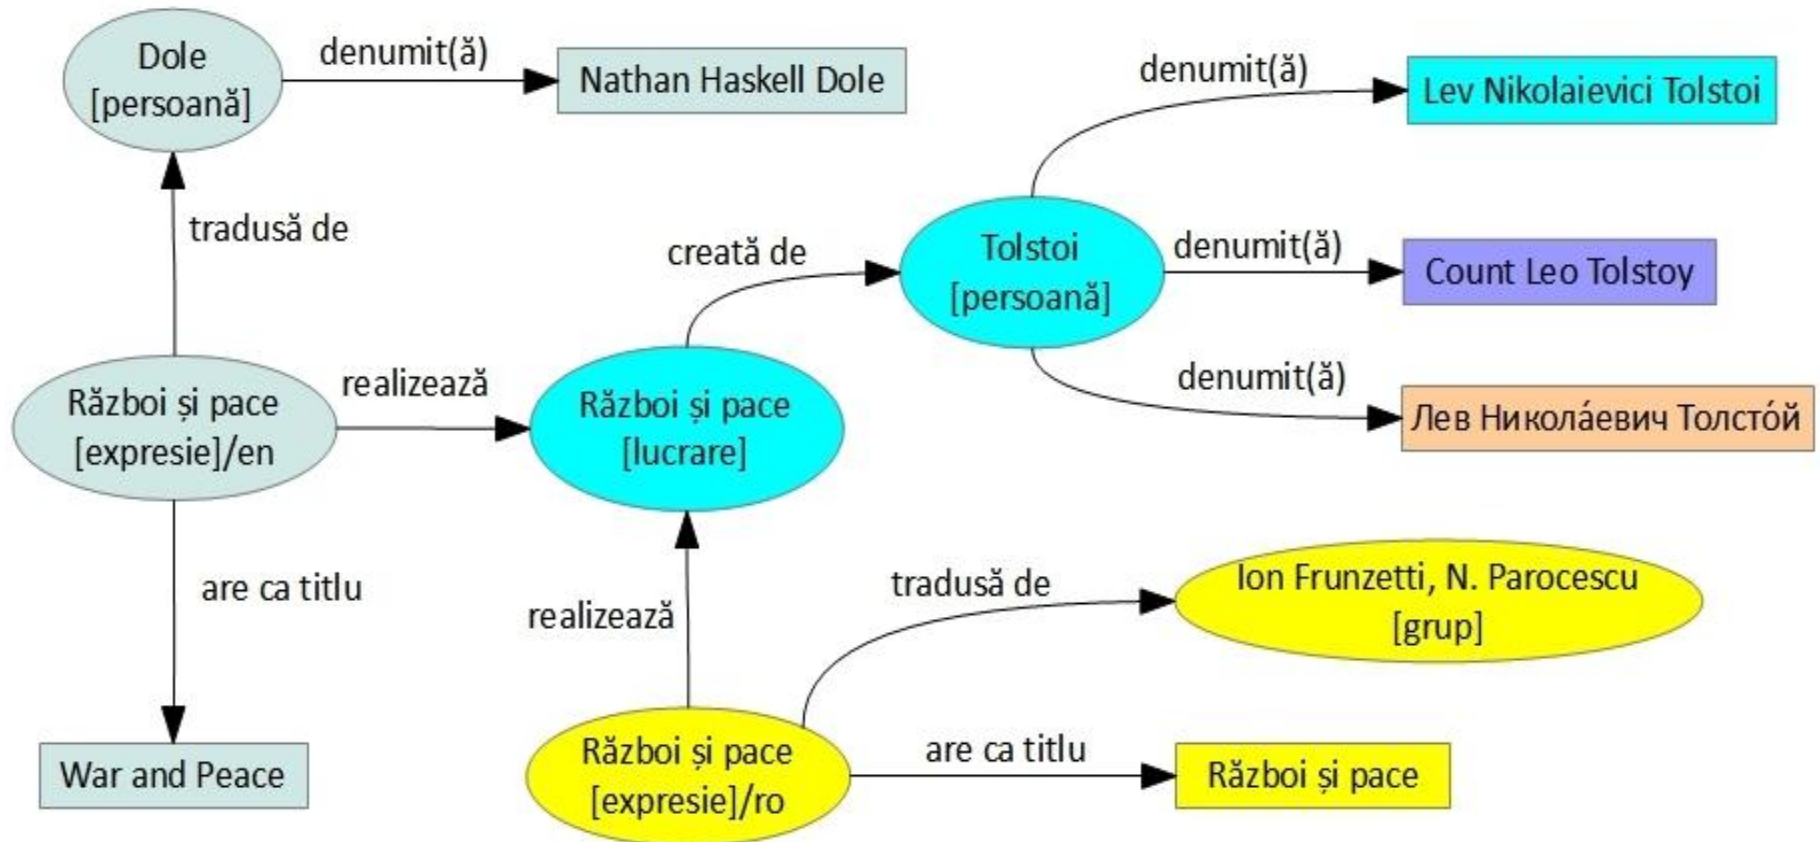 Dole
[persoană]
denumit(ă)
Nathan Haskell Dole
denumit(ă)
Lev Nikolaievici Tolstoi
tradusă de
creată de
Tolstoi
[persoană]
denumit(ă)
Count Leo Tolstoy
denumit(ă)
Лев Никола́евич Толсто́й
Război și pace
[expresie]/en
realizează
Război și pace
[lucrare]
are ca titlu
realizează
tradusă de
Ion Frunzetti, N. Parocescu
[grup]
War and Peace
Război și pace
[expresie]/ro
are ca titlu
Război și pace